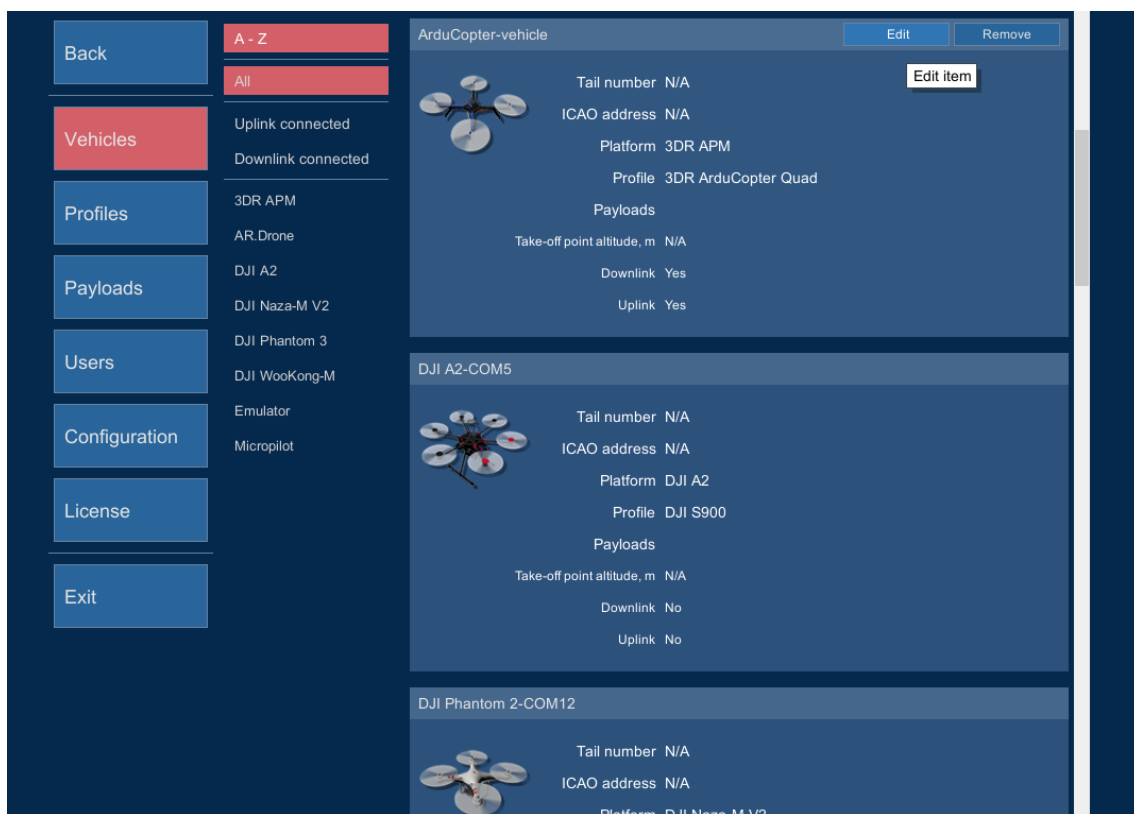 Back
Vehicles
Profiles
Payloads
Users
Configuration
License
Exit
A - Z
All
Uplink connected
Downlink connected
3DR APM
AR.Drone
DJI A2
DJI Naza-M V2
DJI Phantom 3
DJI WooKong-M
Emulator
Micropilot
ArduCopter-vehicle Edit Remove
Edit item
Tail number N/A
ICAO address N/A
Platform 3DR APM
Profile 3DR ArduCopter Quad
Payloads
Take-off point altitude, m N/A
Downlink Yes
Uplink Yes
DJI A2-COM5
Tail number N/A
ICAO address N/A
Platform DJI A2
Profile DJI S900
Payloads
Take-off point altitude, m N/A
Downlink No
Uplink No
DJI Phantom 2-COM12
Tail number N/A
ICAO address N/A
Platform DJI Naza-M V2